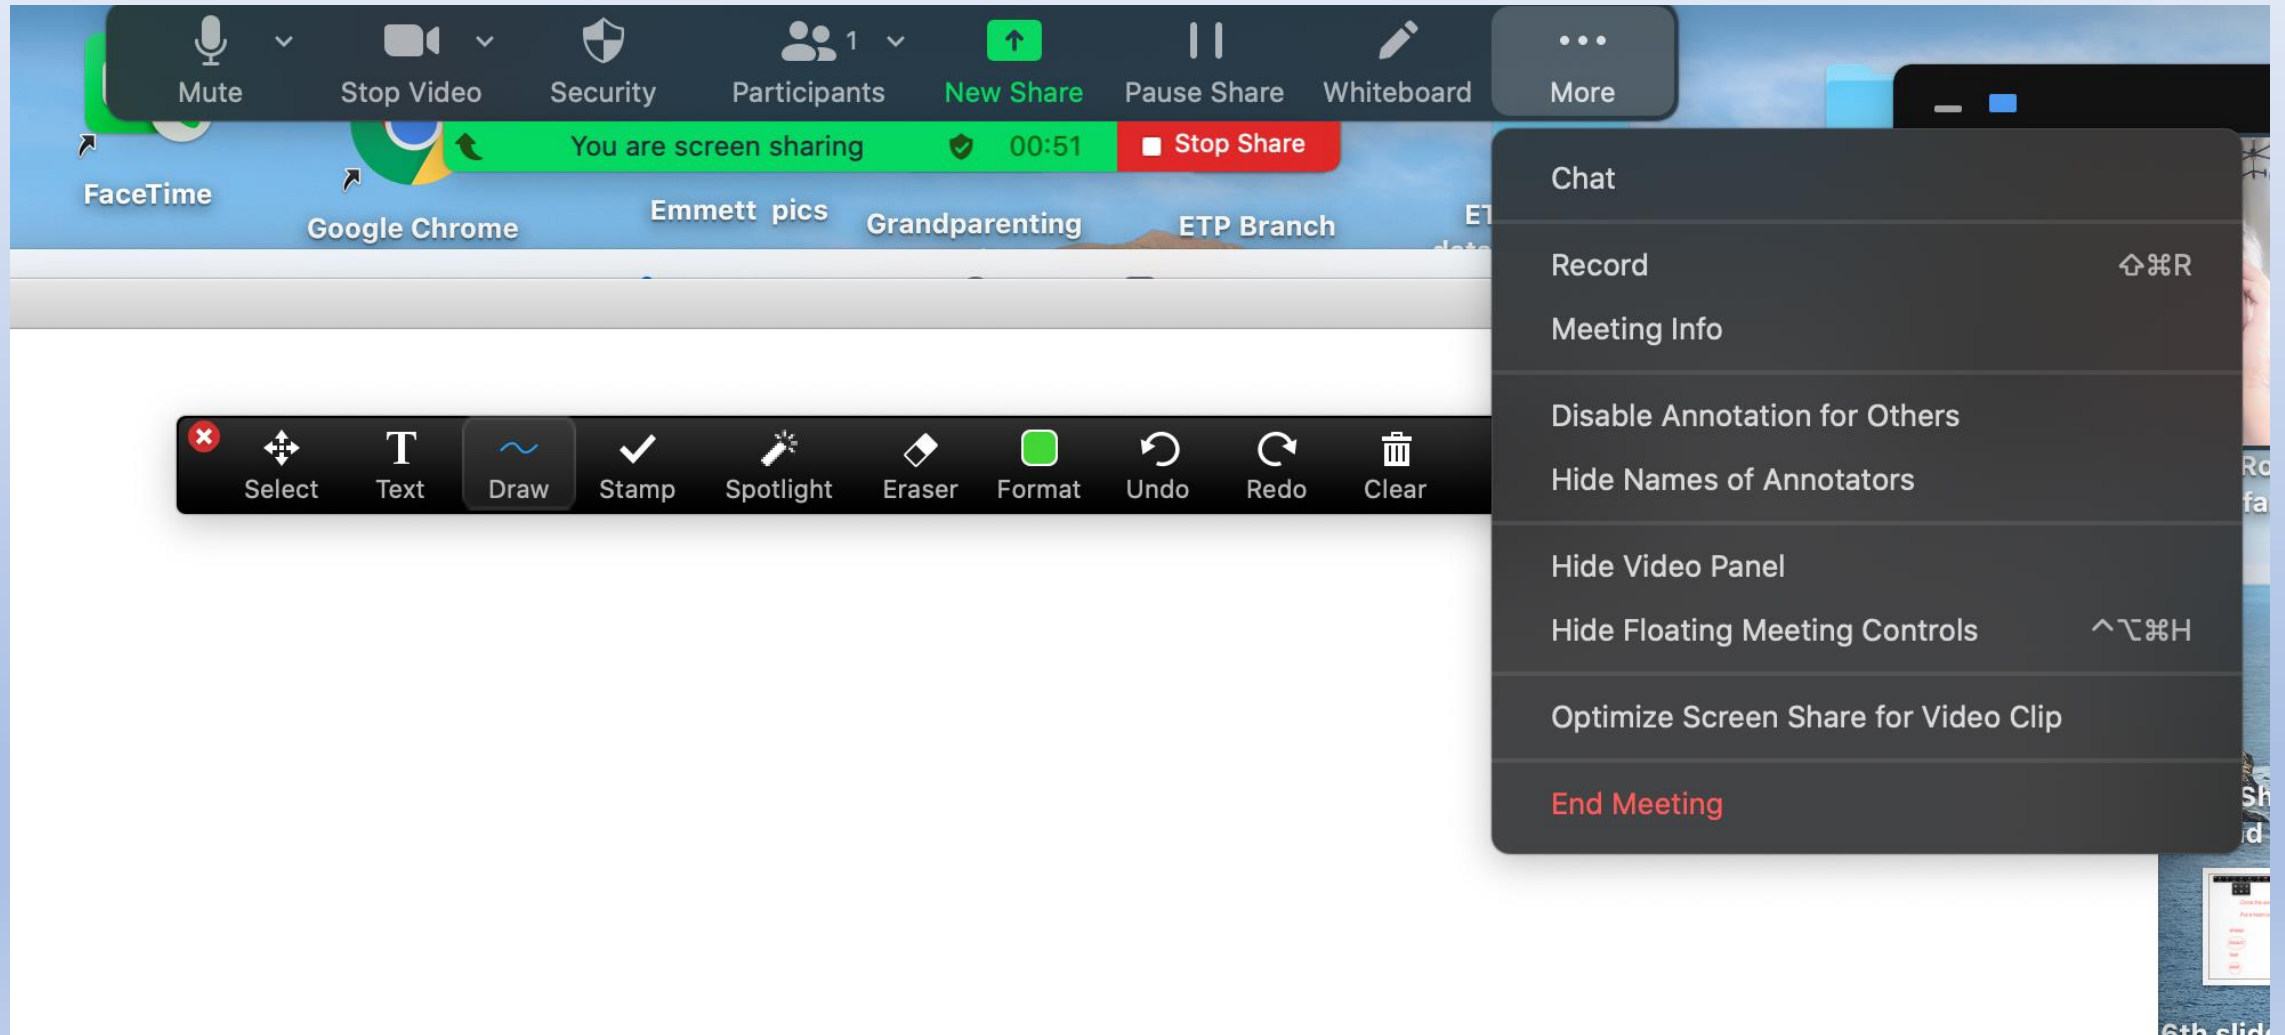 1
Mute Stop Video Security Participants New Share Pause Share Whiteboard More
You are screen sharing 00:51 Stop Share
FaceTime
Google Chrome
Emmett pics
Grandparenting
ETP Branch
Chat
Record ⇧⌘R
Meeting Info
Disable Annotation for Others
Hide Names of Annotators
Hide Video Panel
Hide Floating Meeting Controls ^⌥⌘H
Optimize Screen Share for Video Clip
End Meeting
T
Select Text Draw Stamp Spotlight Eraser Format Undo Redo Clear